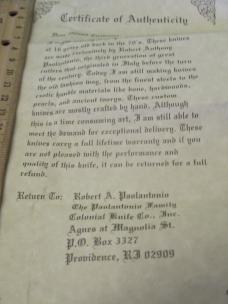 Certificate of Authenticity
Dear
at 16 years old back in the 70's. These knives
are made exclusively by Robert Anthony
Paolantonio, the third generation of great
cutlers that originated in Italy before the turn
of the century. Today I am still making knives
the old fashion way, from the finest steels to the
exotic handle materials like bone, hardwoods,
pearls, and ancient ivory. These custom
knives are mostly crafted by hand. Although
this is a time consuming art, I am still able to
meet the demand for exceptional delivery. These
knives carry a full lifetime warranty and if you
are not pleased with the performance and
quality of this knife, it can be returned for a full
refund.
Return To: Robert A. Paolantonio
The Paolantonio Family
Colonial Knife Co., Inc.
Agnes at Magnolia St.
P.O. Box 3327
Providence, RI 02909